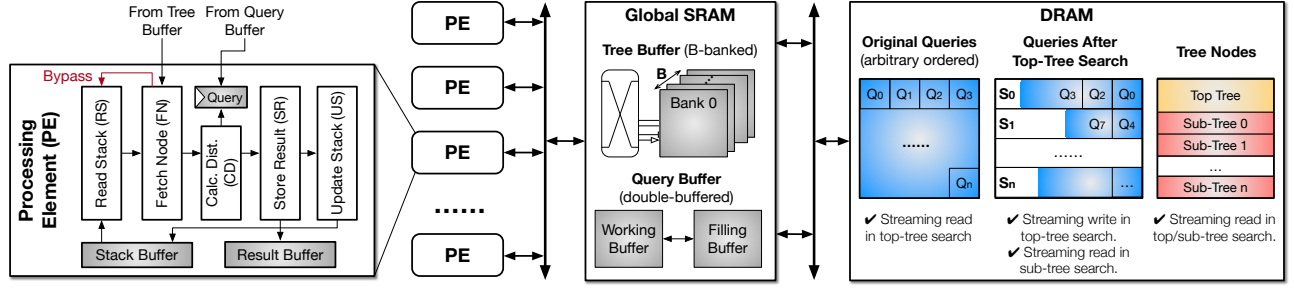 From Tree
Buffer
From Query
Buffer
Bypass
Processing
Element (PE)
Read Stack (RS)
Fetch Node (FN)
Query
Calc. Dist.
(CD)
Store Result (SR)
Update Stack (US)
Stack Buffer
Result Buffer
PE
PE
PE
......
PE
Global SRAM
Tree Buffer (B-banked)
B
Bank 0
Query Buffer
(double-buffered)
Working
Buffer
Filling
Buffer
DRAM
Original Queries
(arbitrary ordered)
Q0 Q1 Q2 Q3
......
Qn
✔ Streaming read
in top-tree search
Queries After
Top-Tree Search
S0 Q3 Q2 Q0
S1 Q7 Q4
......
Sn ...
✔ Streaming write in
top-tree search.
✔ Streaming read in
sub-tree search.
Tree Nodes
Top Tree
Sub-Tree 0
Sub-Tree 1
...
Sub-Tree n
✔ Streaming read in
top/sub-tree search.